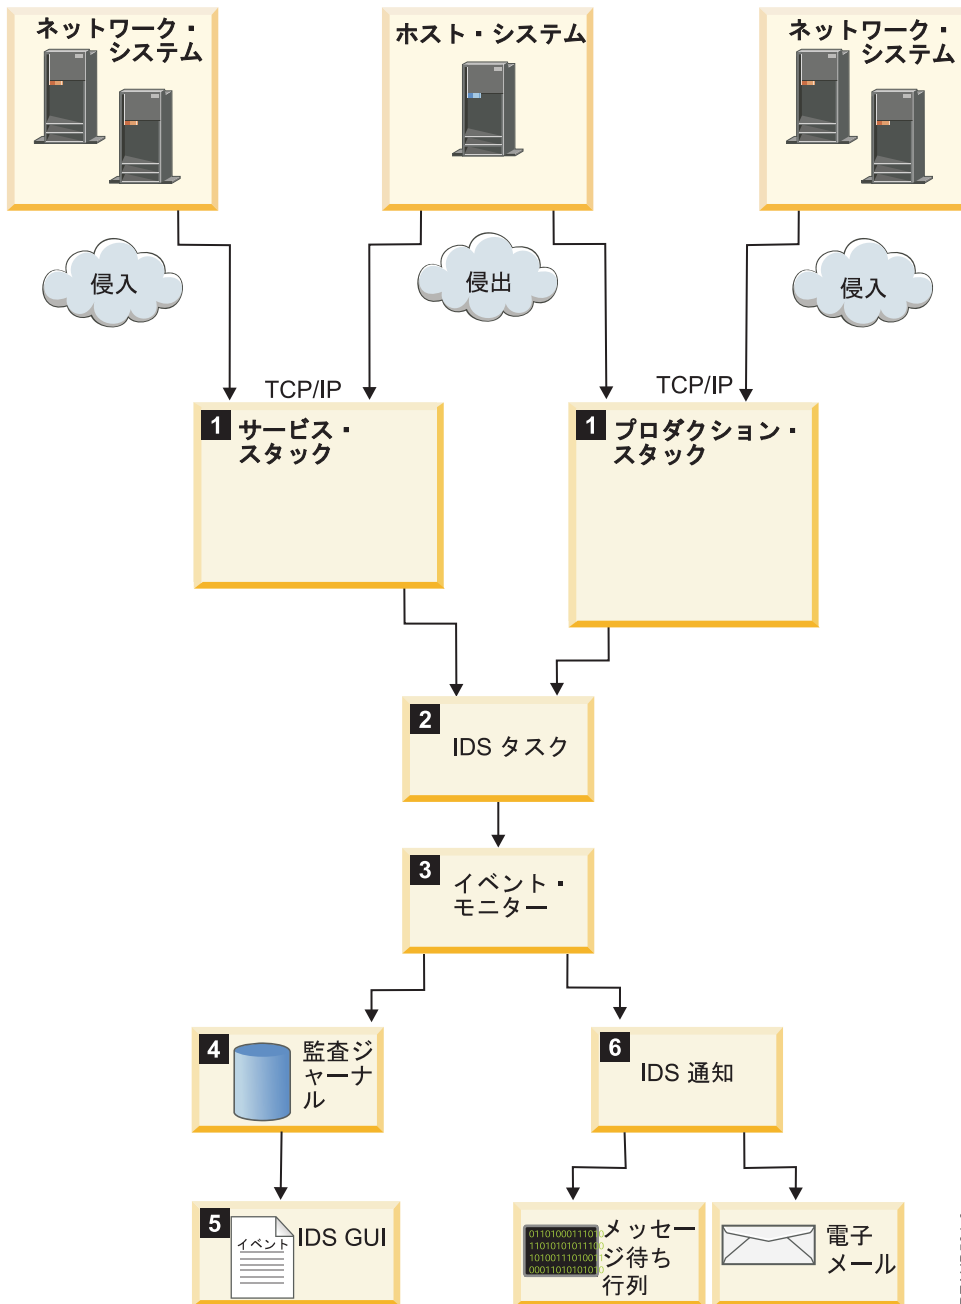 ネットワーク・
システム
ホスト・システム
ネットワーク・
システム
侵入
侵出
侵入
TCP/IP
TCP/IP
1 サービス・
スタック
1 プロダクション・
スタック
2
IDS タスク
3
イベント・
モニター
4
監査ジ
ャーナ
ル
6
IDS 通知
5
イベント
IDS GUI
011010001110
110101010111
101001110100
000110101010
メッセー
ジ待ち
行列
電子
メール